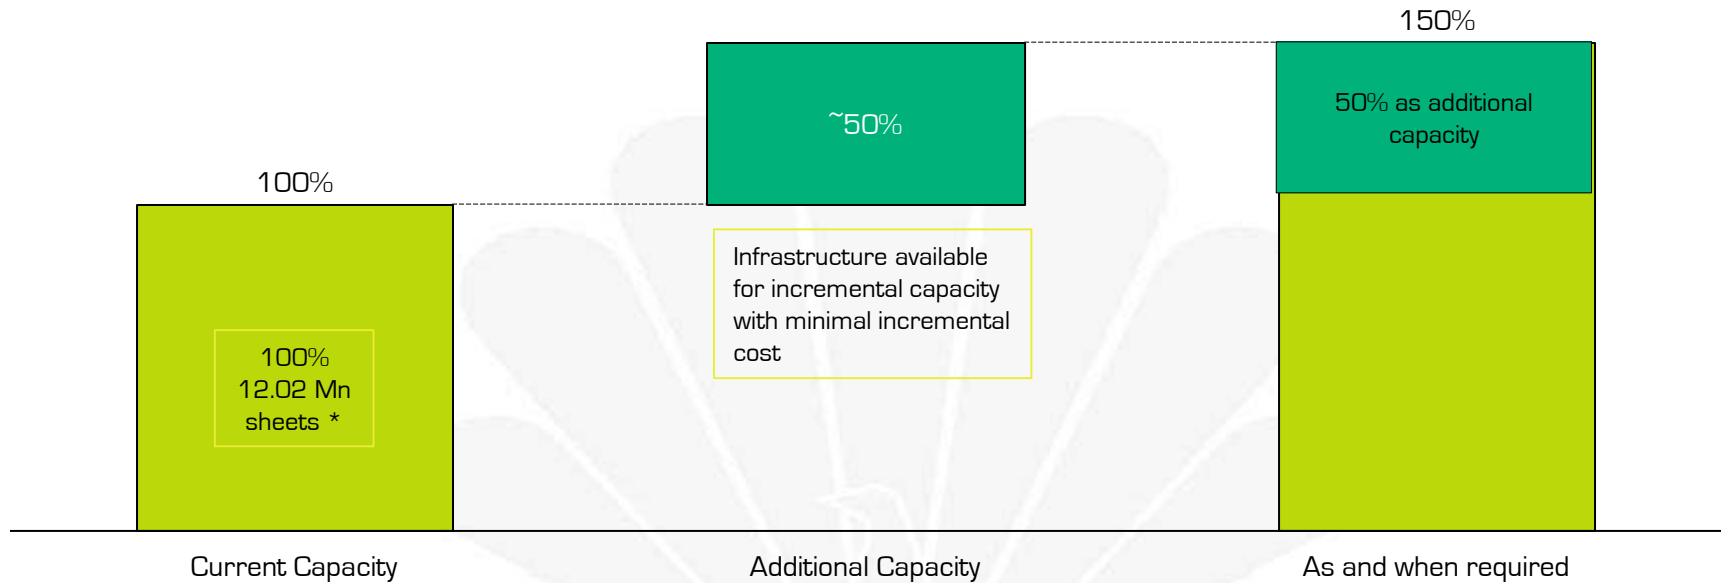 100%
100%
12.02 Mn
sheets *
Current Capacity
~50%
Infrastructure available
for incremental capacity
with minimal incremental
cost
Additional Capacity
150%
50% as additional
capacity
As and when required